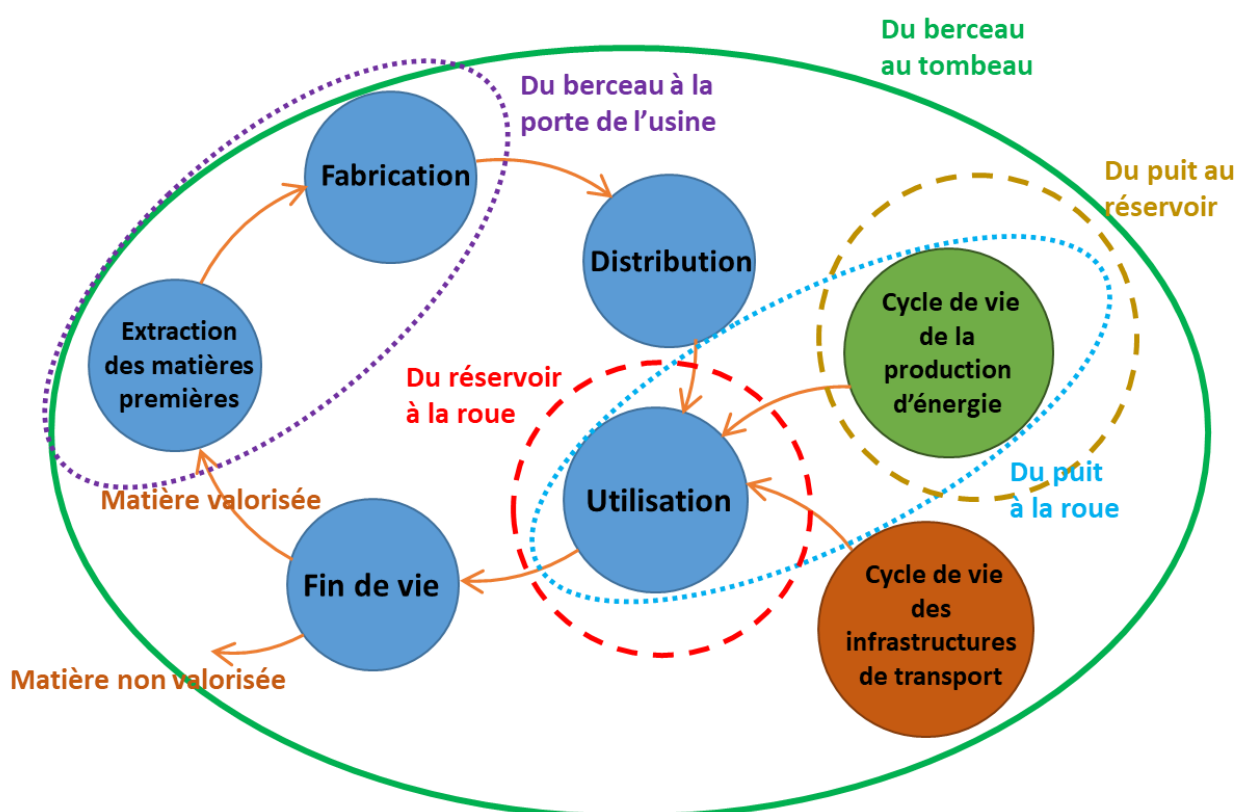 Du berceau
au tombeau
Du berceau à la
porte de l'usine
Fabrication
Du puit au
réservoir
Distribution
Extraction
des matières
premières
Cycle de vie
de la
production
d'énergie
Du réservoir
à la roue
Du puit
à la roue
Utilisation
Matière valorisée
Fin de vie
Cycle de vie
des
infrastructures
de transport
Matière non valorisée